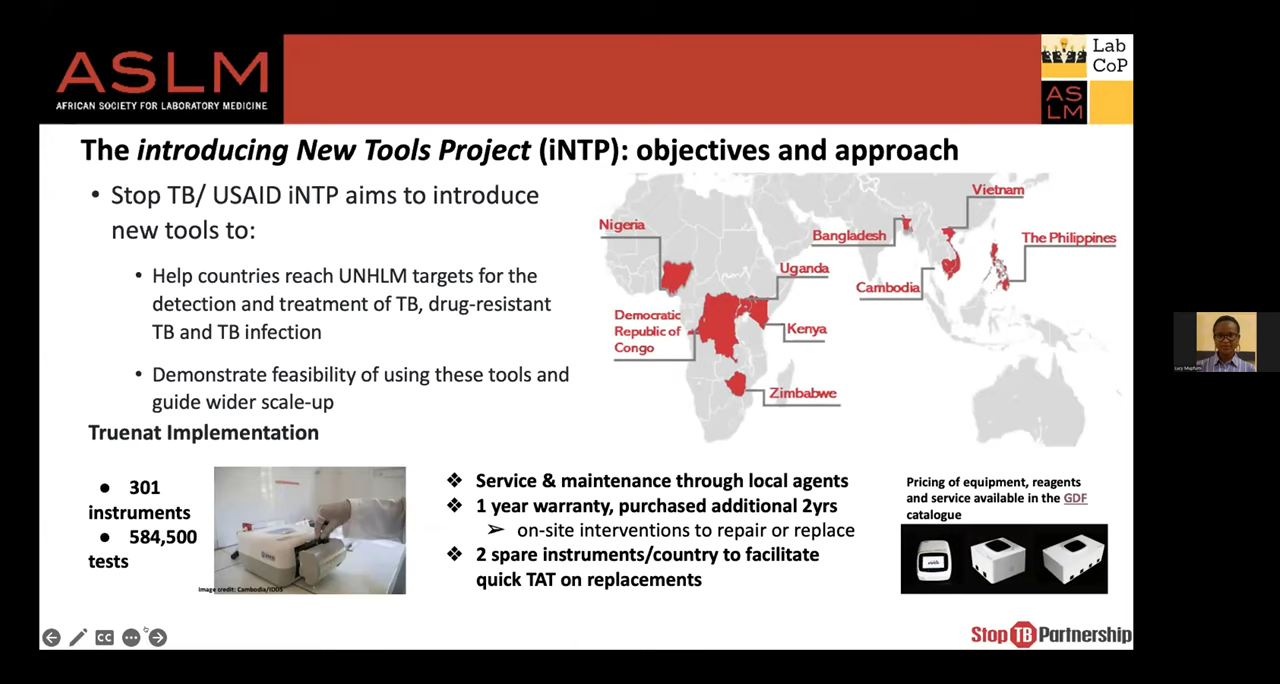 ASLM
AFRICAN SOCIETY FOR LABORATORY MEDICINE
Lab
CoP
AS
LM
The introducing New Tools Project (iNTP): objectives and approach
• Stop TB/ USAID iNTP aims to introduce
new tools to:
• Help countries reach UNHLM targets for the
detection and treatment of TB, drug-resistant
TB and TB infection
• Demonstrate feasibility of using these tools and
guide wider scale-up
Nigeria
Democratic
Republic of
Congo
Uganda
Kenya
Zimbabwe
Bangladesh
Cambodia
Vietnam
The Philippines
Truenat Implementation
● 301
instruments
● 584,500
tests
Image credit: Cambodia/IDDS
❖ Service & maintenance through local agents
❖ 1 year warranty, purchased additional 2yrs
➢ on-site interventions to repair or replace
❖ 2 spare instruments/country to facilitate
quick TAT on replacements
Pricing of equipment, reagents
and service available in the GDF
catalogue
CC
Stop TB Partnership
Lucy Mupfumi